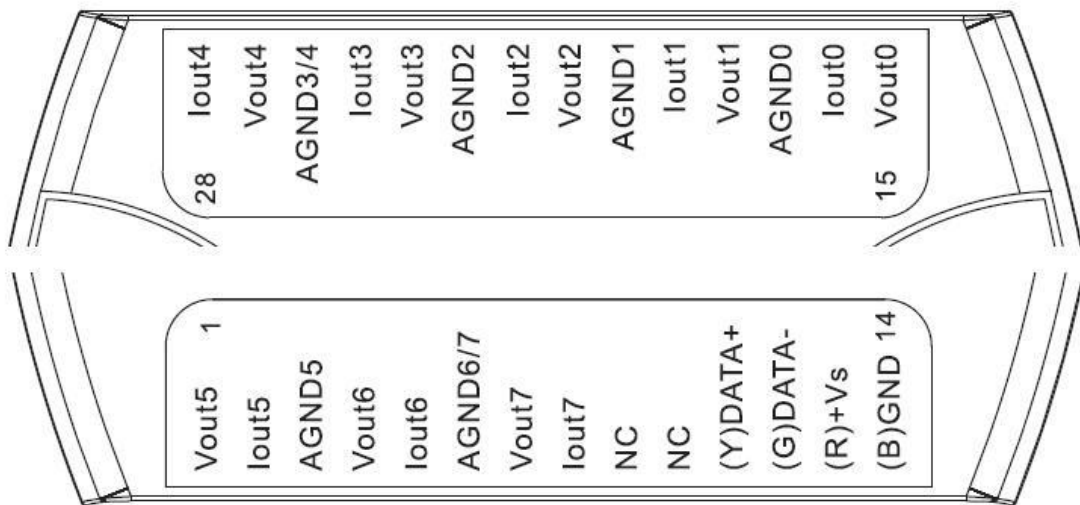 Iout4
Vout4
AGND3/4
Iout3
Vout3
AGND2
Iout2
Vout2
AGND1
Iout1
Vout1
AGND0
Iout0
Vout0
28
15
1
Vout5
Iout5
AGND5
Vout6
Iout6
AGND6/7
Vout7
Iout7
NC
NC
(Y)DATA+
(G)DATA-
(R)+Vs
(B)GND 14